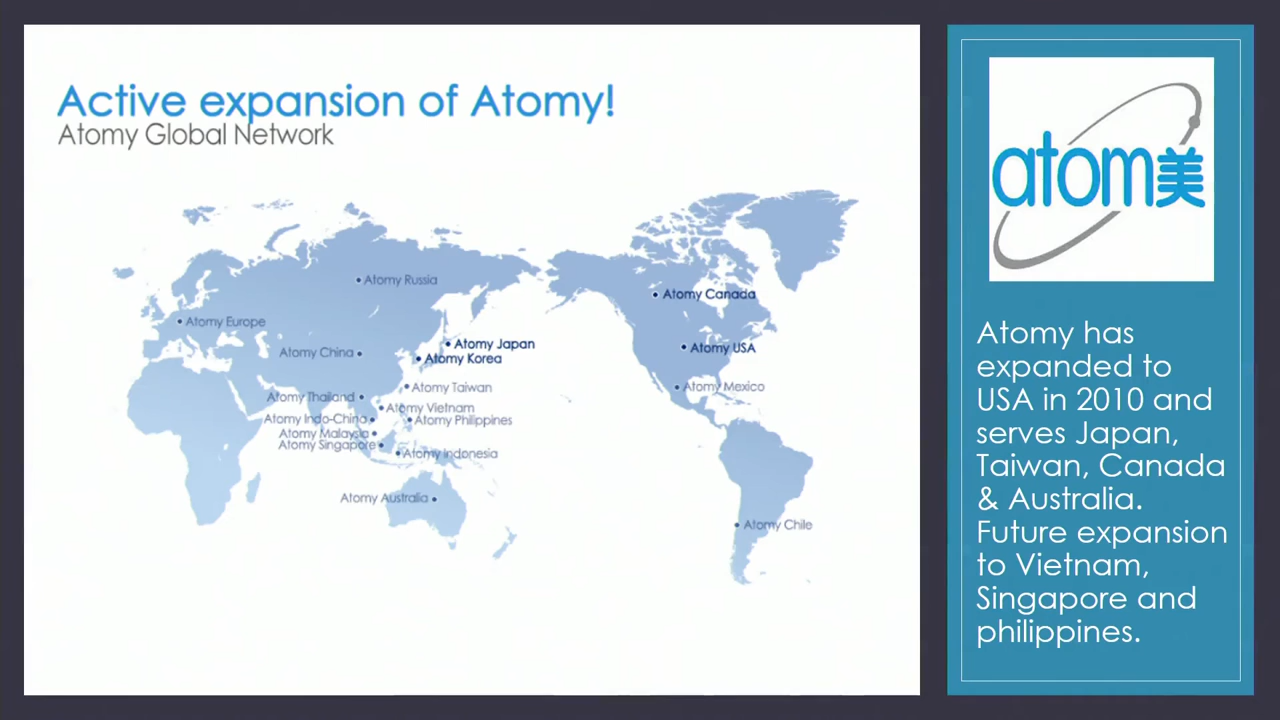 Active expansion of Atomy!
Atomy Global Network
Atomy Russia
Atomy Canada
Atomy Europe
Atomy Japan
Atomy USA
Atomy China
Atomy Korea
Atomy Taiwan
Atomy Mexico
Atomy Thailand
Atomy Vietnam
Atomy Indo-China
Atomy Philippines
Atomy Malaysia
Atomy Singapore
Atomy Indonesia
Atomy Australia
Atomy Chile
atom美
Atomy has
expanded to
USA in 2010 and
serves Japan,
Taiwan, Canada
& Australia.
Future expansion
to Vietnam,
Singapore and
philippines.